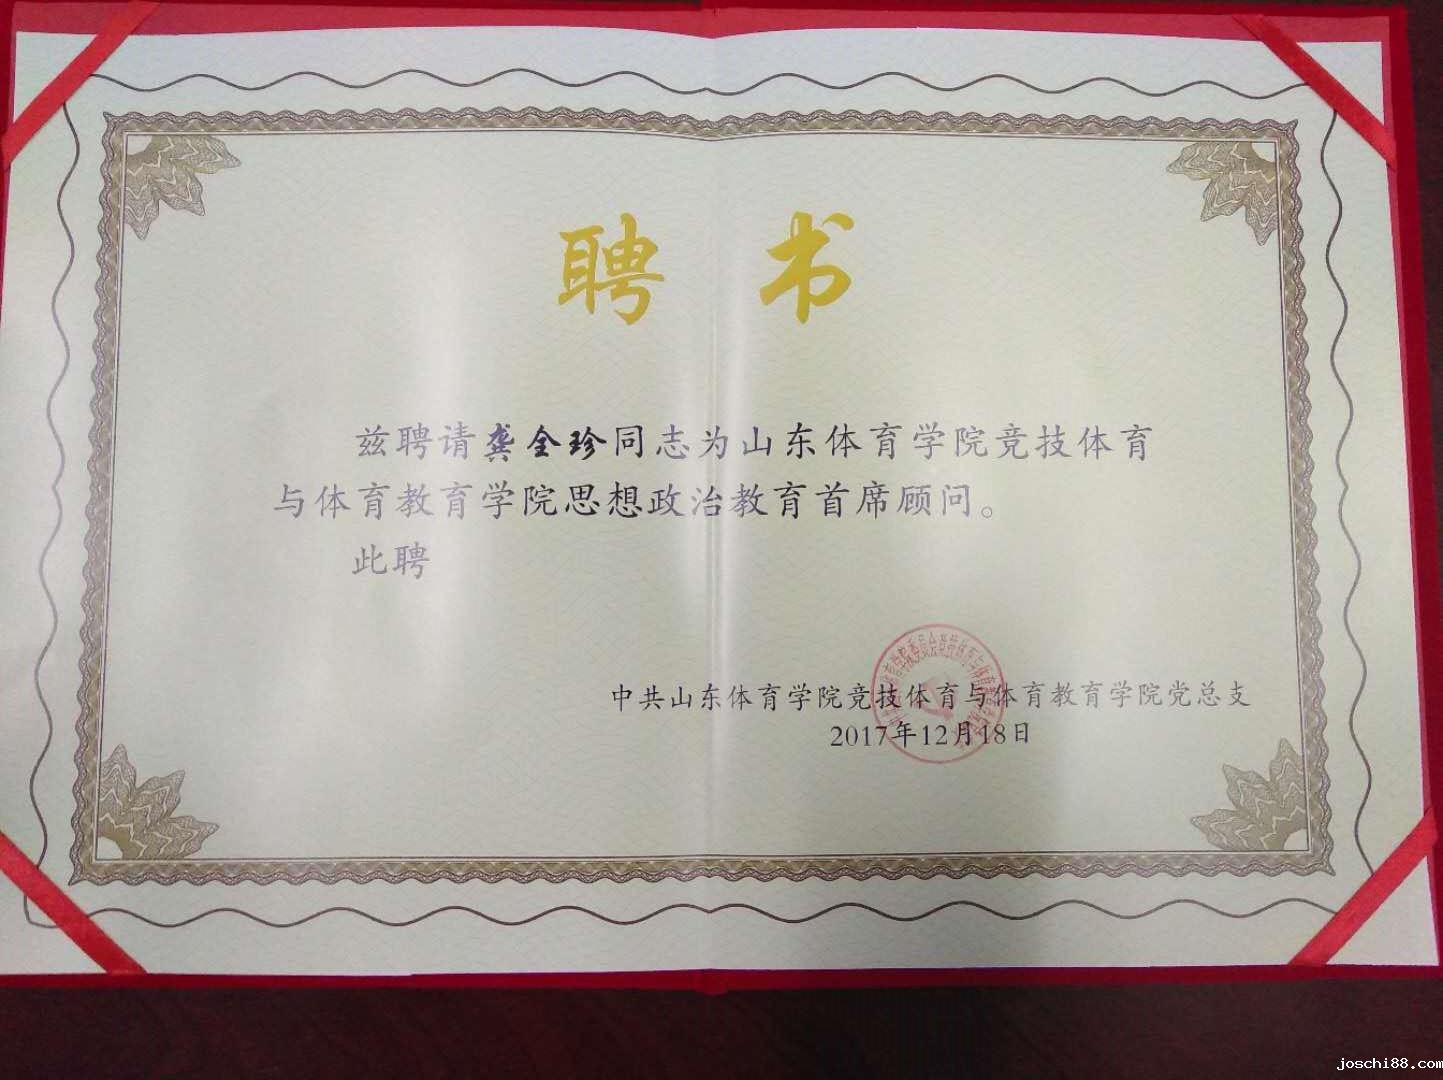 聘书
兹聘请龚全珍同志为山东体育学院竞技体育
与体育教育学院思想政治教育首席顾问。
此聘
中共山东体育学院竞技体育与体育教育学院党总支
2017年12月18日
joschi88.com